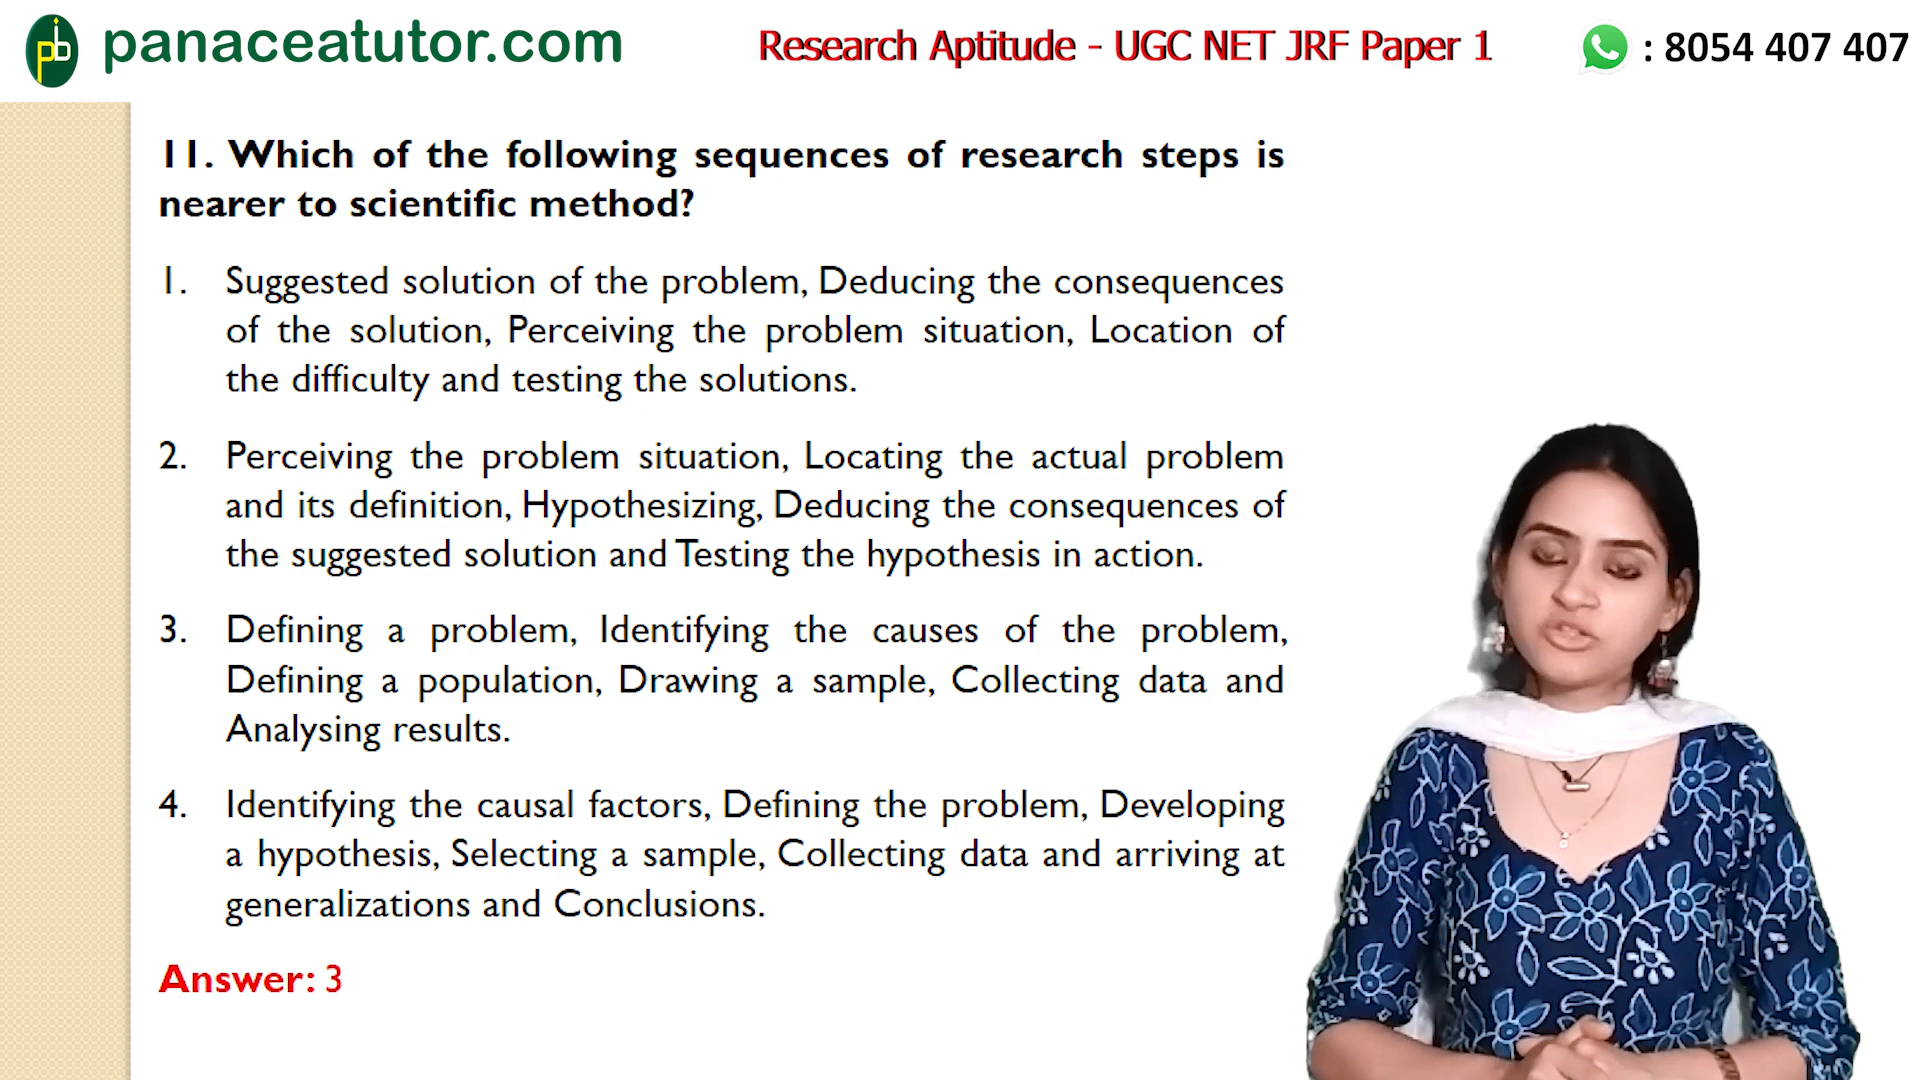 pb panaceatutor.com
Research Aptitude - UGC NET JRF Paper 1
: 8054 407 407
11. Which of the following sequences of research steps is
nearer to scientific method?
1. Suggested solution of the problem, Deducing the consequences
of the solution, Perceiving the problem situation, Location of
the difficulty and testing the solutions.
2. Perceiving the problem situation, Locating the actual problem
and its definition, Hypothesizing, Deducing the consequences of
the suggested solution and Testing the hypothesis in action.
3. Defining a problem, Identifying the causes of the problem,
Defining a population, Drawing a sample, Collecting data and
Analysing results.
4. Identifying the causal factors, Defining the problem, Developing
a hypothesis, Selecting a sample, Collecting data and arriving at
generalizations and Conclusions.
Answer: 3